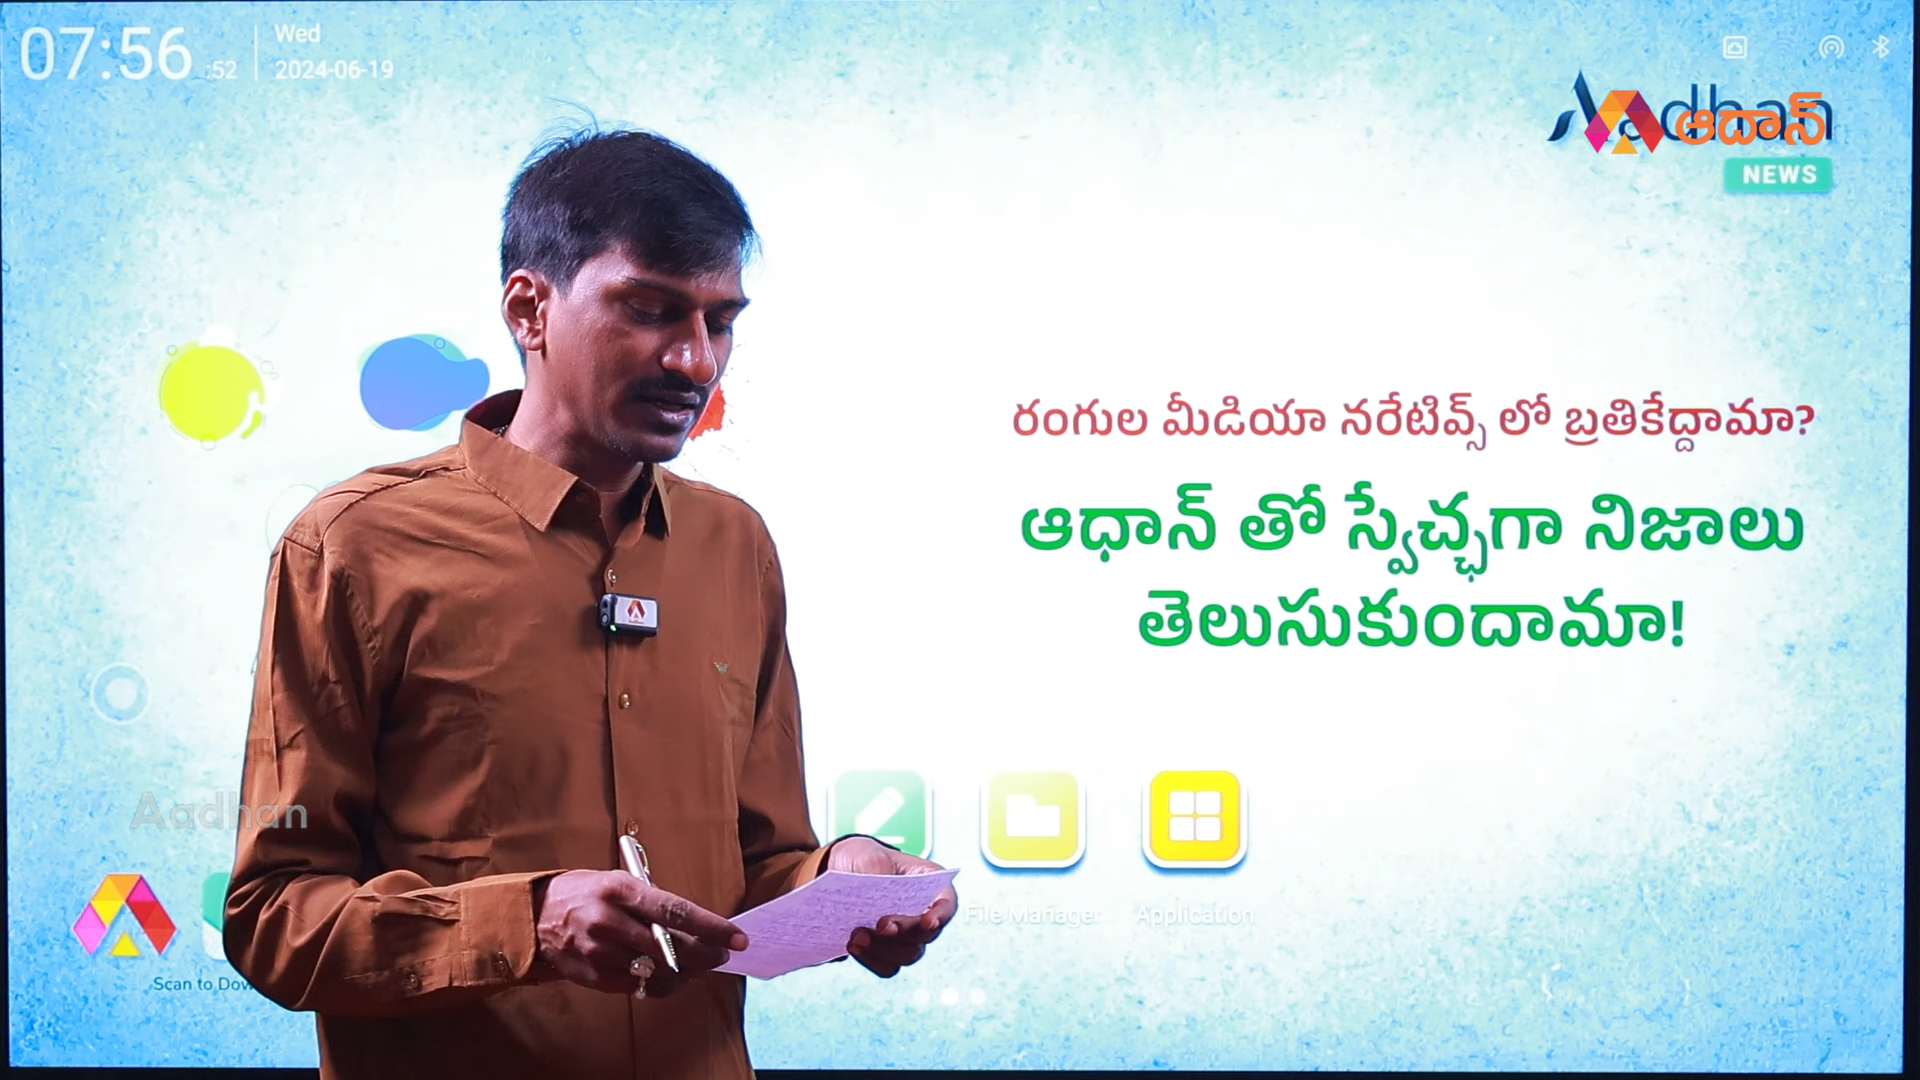 07:56 :52
Wed
2024-06-19
Aadhan
ఆదాన్
NEWS
రంగుల మీడియా నరేటివ్స్ లో బ్రతికేద్దామా?
ఆధాన్ తో స్వేచ్ఛగా నిజాలు
తెలుసుకుందామా!
Aadhan
File Manager
Application
Scan to Dow